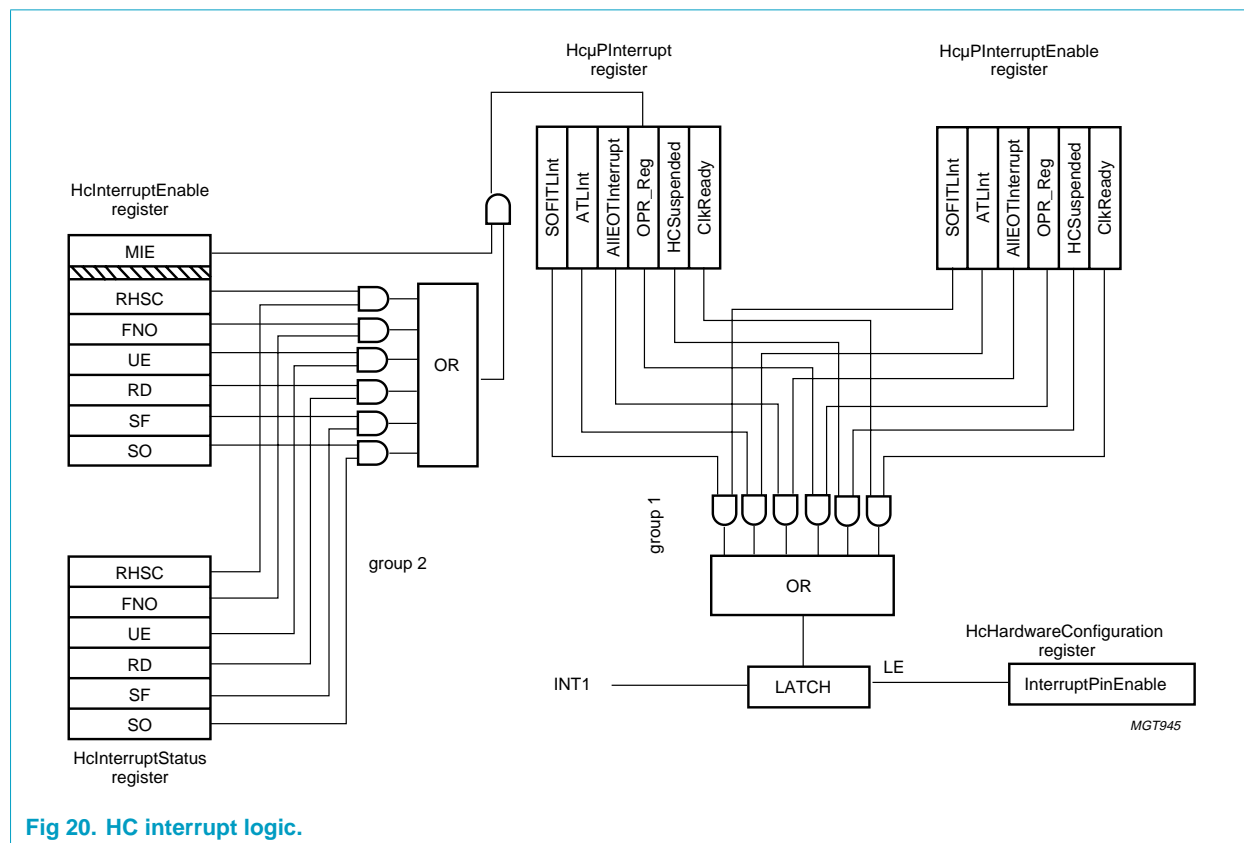 HcµPInterrupt
register
HcµPInterruptEnable
register
SOFITLInt
ATLInt
AllEOTInterrupt
OPR_Reg
HCSuspended
ClkReady
SOFITLInt
ATLInt
AllEOTInterrupt
OPR_Reg
HCSuspended
ClkReady
HcInterruptEnable
register
MIE
RHSC
FNO
UE
RD
SF
SO
OR
group 2
RHSC
FNO
UE
RD
SF
SO
HcInterruptStatus
register
group 1
OR
HcHardwareConfiguration
register
INT1
LATCH
LE
InterruptPinEnable
MGT945
Fig 20. HC interrupt logic.